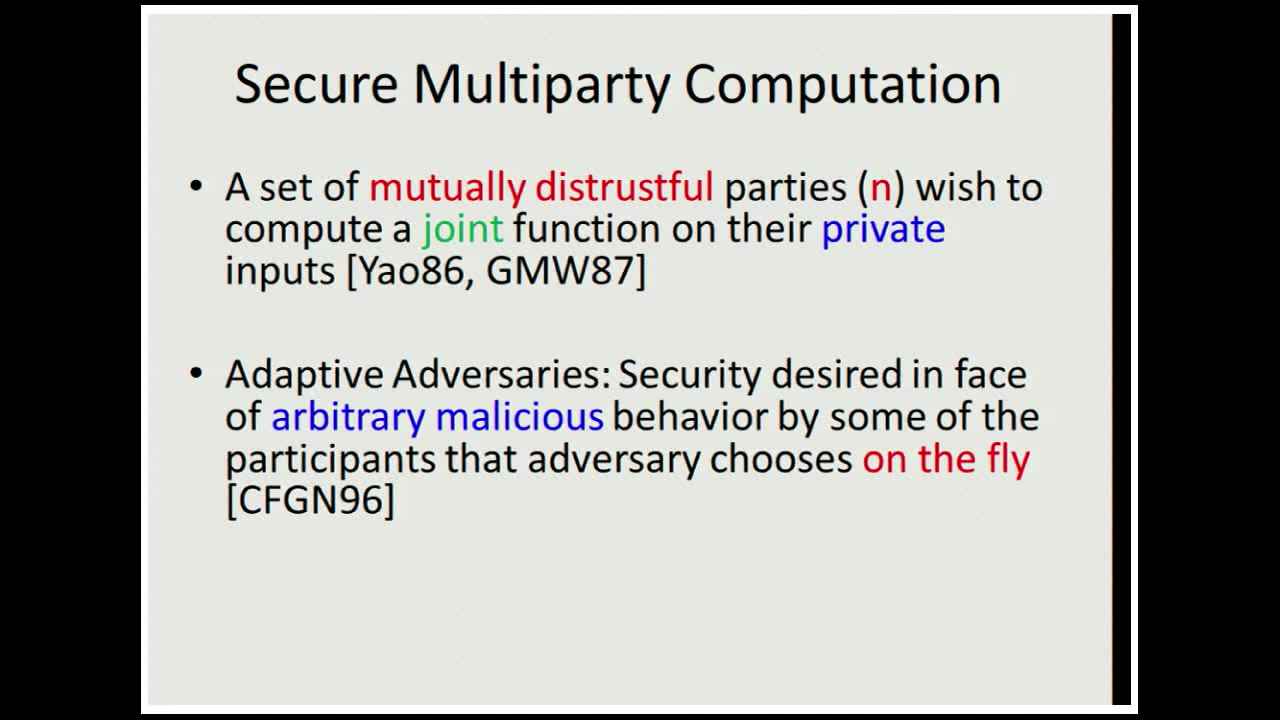 Secure Multiparty Computation
• A set of mutually distrustful parties (n) wish to
compute a joint function on their private
inputs [Yao86, GMW87]
• Adaptive Adversaries: Security desired in face
of arbitrary malicious behavior by some of the
participants that adversary chooses on the fly
[CFGN96]